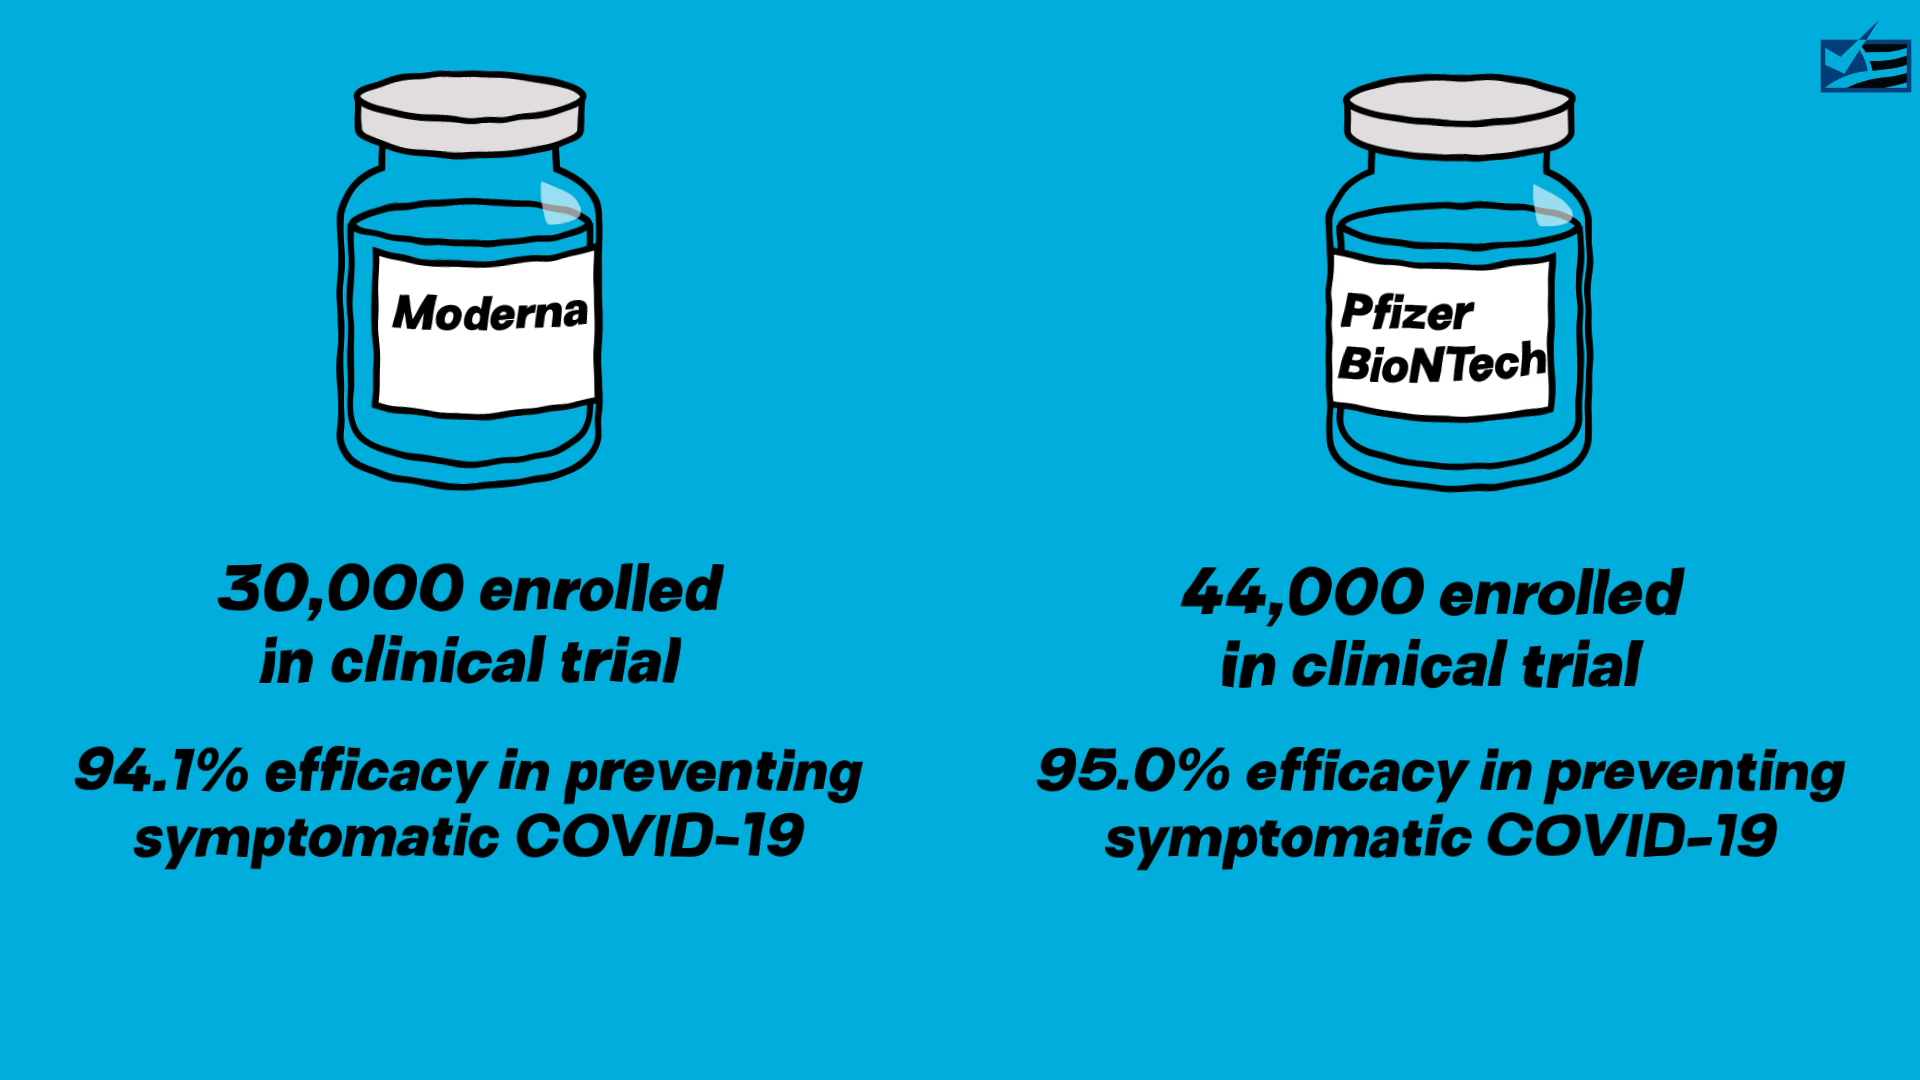 Moderna
30,000 enrolled
in clinical trial
94.1% efficacy in preventing
symptomatic COVID-19
Pfizer
BioNTech
44,000 enrolled
in clinical trial
95.0% efficacy in preventing
symptomatic COVID-19